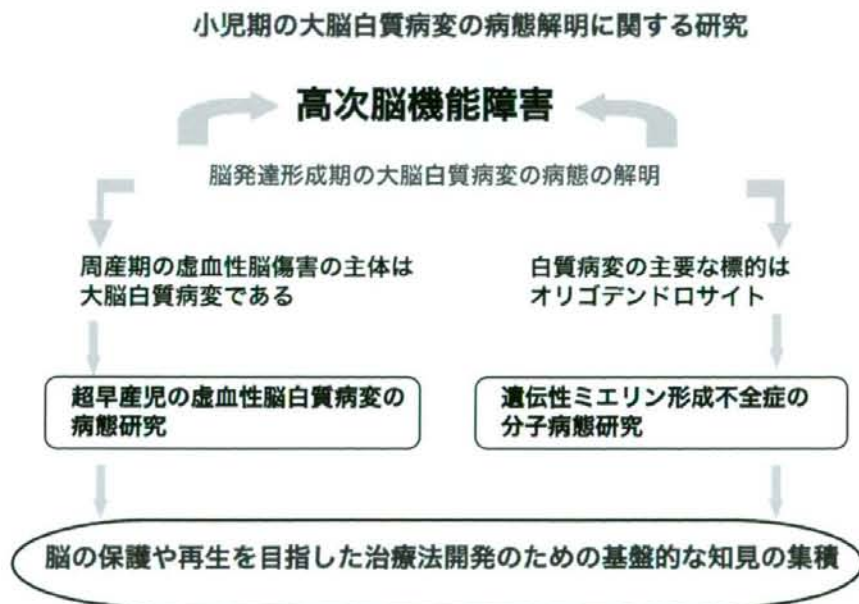 小児期の大脳白質病変の病態解明に関する研究
高次脳機能障害
脳発達形成期の大脳白質病変の病態の解明
周産期の虚血性脳傷害の主体は
大脳白質病変である
白質病変の主要な標的は
オリゴデンドロサイト
超早産児の虚血性脳白質病変の
病態研究
遺伝性ミエリン形成不全症の
分子病態研究
脳の保護や再生を目指した治療法開発のための基盤的な知見の集積